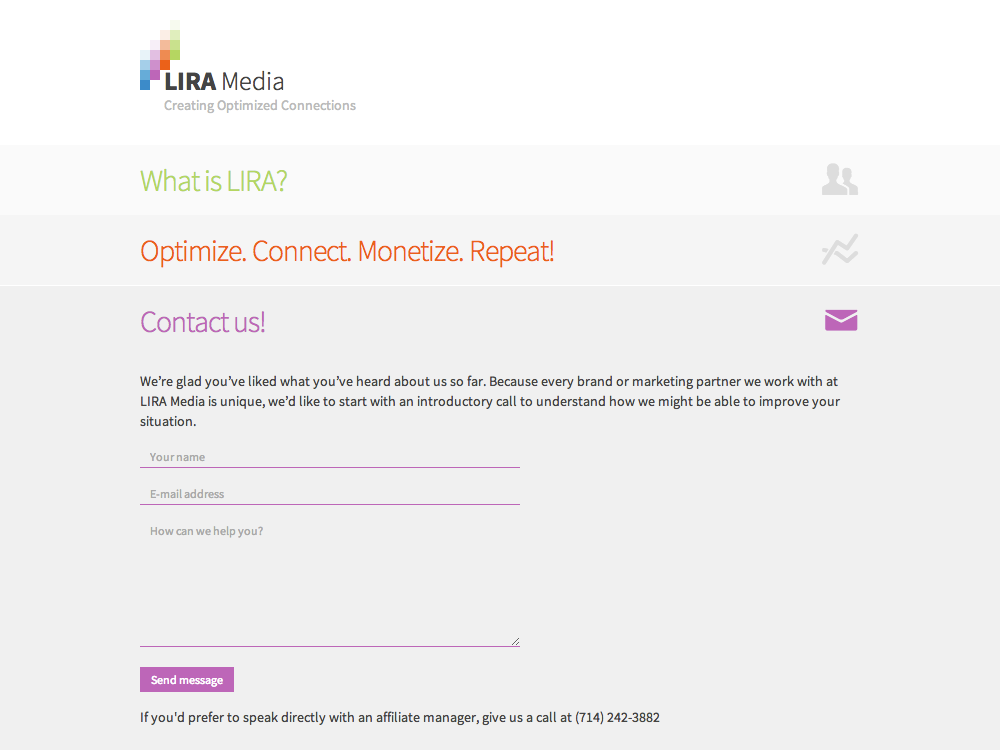 LIRA Media
Creating Optimized Connections
What is LIRA?
Optimize. Connect. Monetize. Repeat!
Contact us!
We’re glad you’ve liked what you’ve heard about us so far. Because every brand or marketing partner we work with at
LIRA Media is unique, we’d like to start with an introductory call to understand how we might be able to improve your
situation.
Your name
E-mail address
How can we help you?
Send message
If you'd prefer to speak directly with an affiliate manager, give us a call at (714) 242-3882